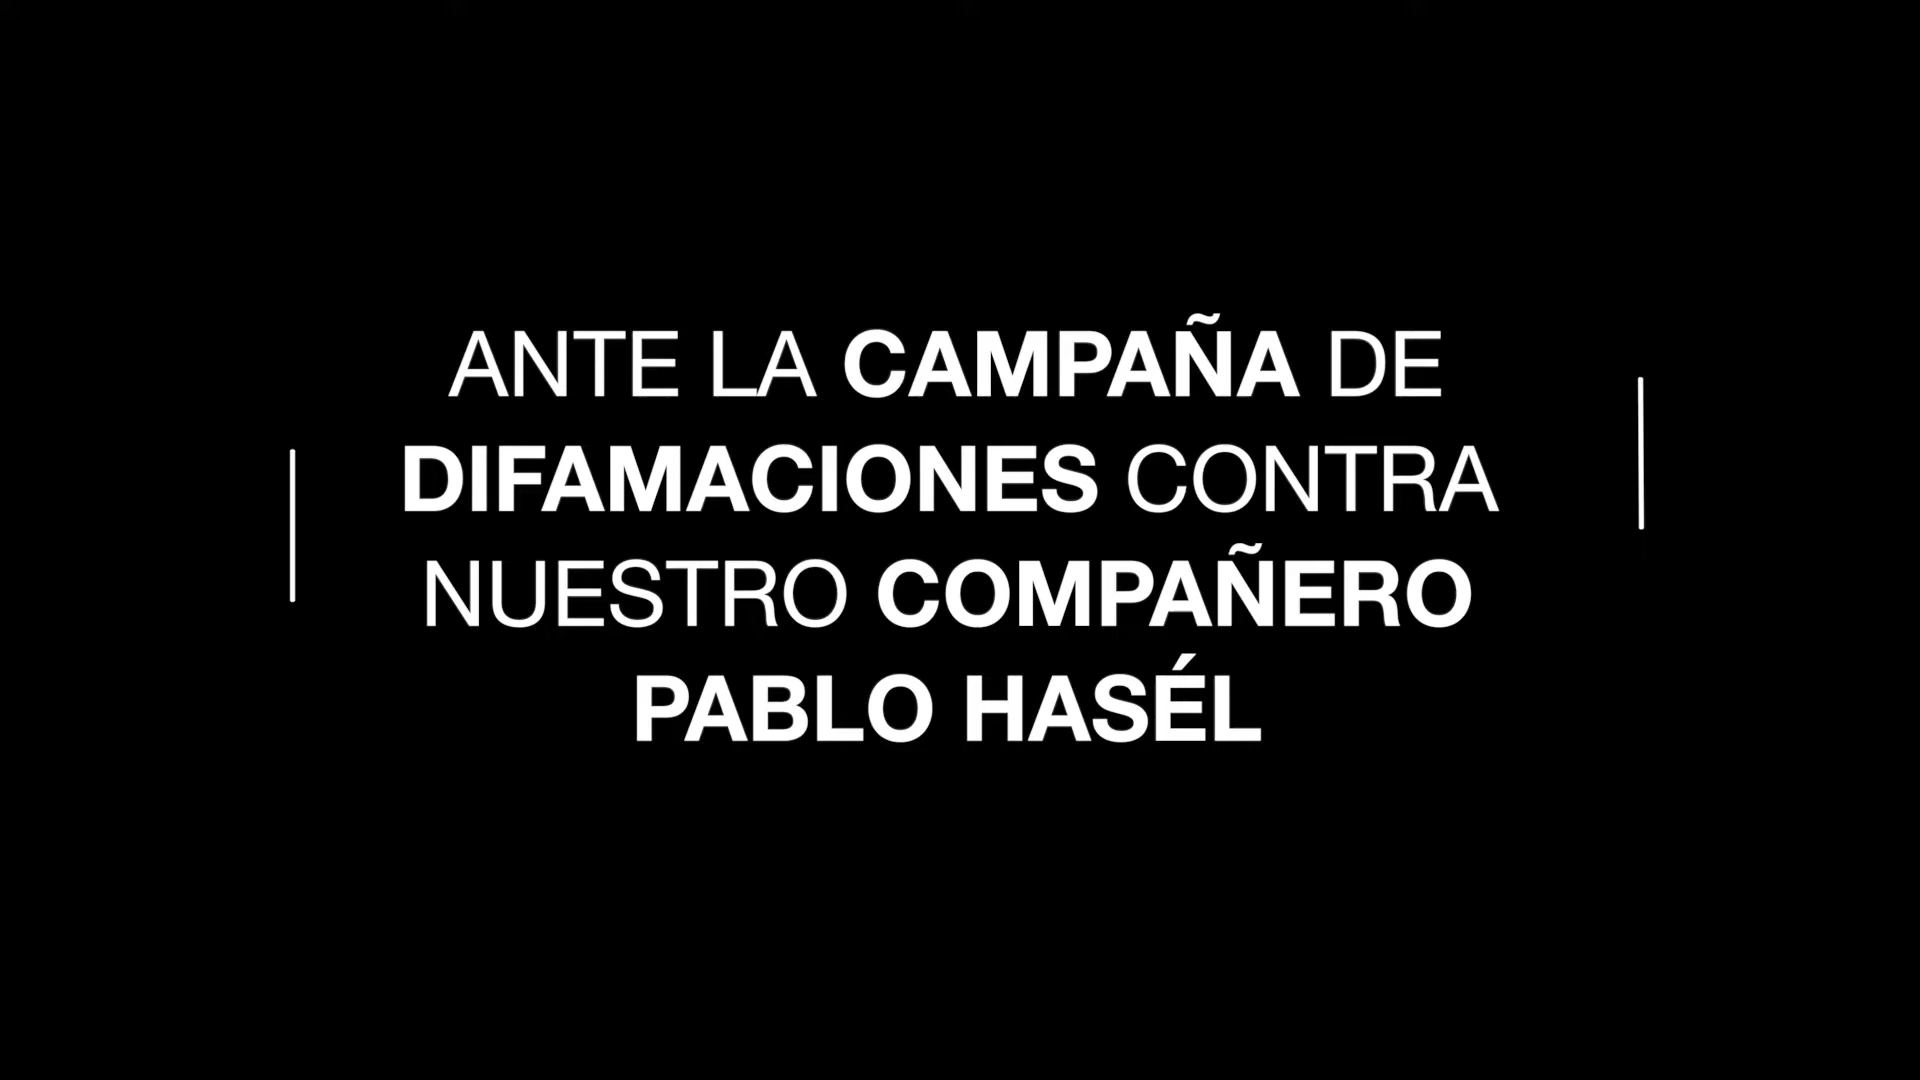 ANTE LA CAMPAÑA DE
DIFAMACIONES CONTRA
NUESTRO COMPAÑERO
PABLO HASÉL